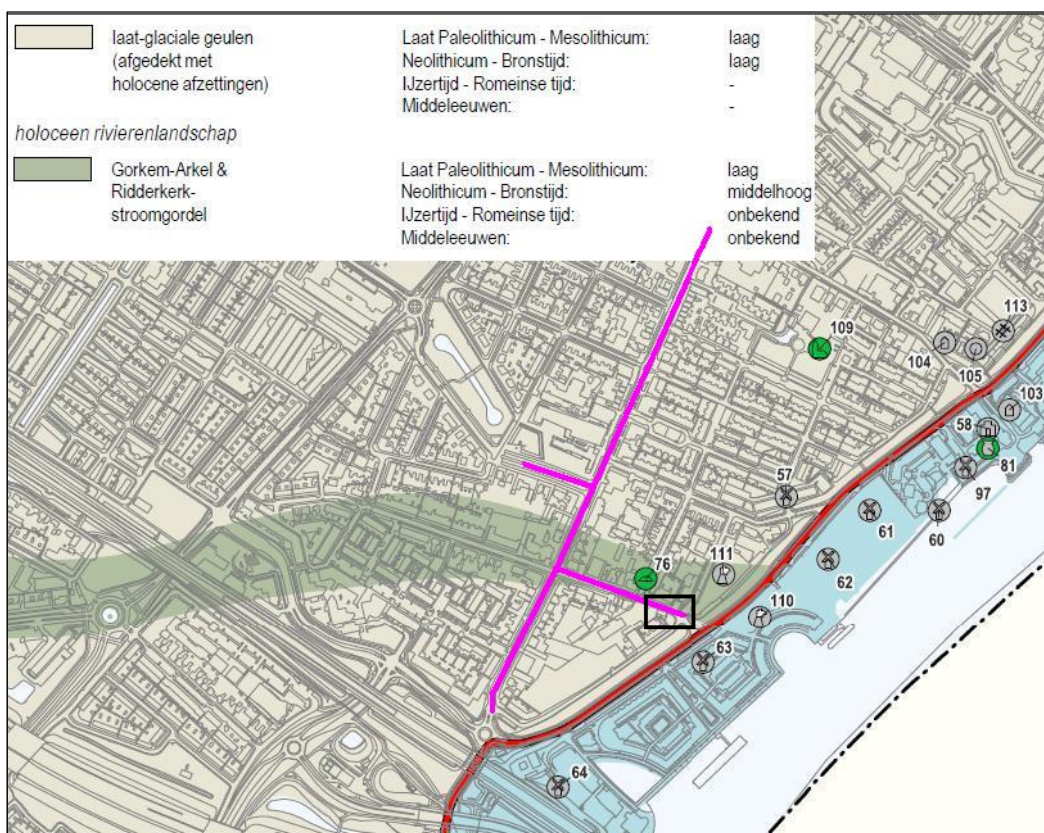 laat-glaciale geulen
(afgedekt met
holocene afzettingen)
Laat Paleolithicum - Mesolithicum: laag
Neolithicum - Bronstijd: laag
IJzertijd - Romeinse tijd: -
Middeleeuwen: -
holoceen rivierenlandschap
Gorkem-Arkel &
Ridderkerk-
stroomgordel
Laat Paleolithicum - Mesolithicum: laag
Neolithicum - Bronstijd: middelhoog
IJzertijd - Romeinse tijd: onbekend
Middeleeuwen: onbekend
113
109
104
105
103
58
81
57
97
61
60
76
111
62
110
63
64